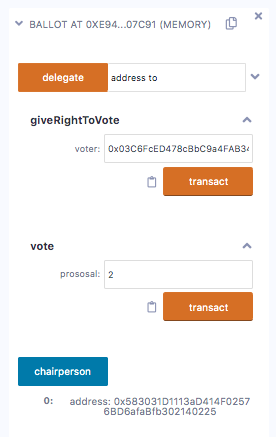 BALLOT AT 0XE94...07C91 (MEMORY)
delegate address to
giveRightToVote
voter: 0x03C6FcED478cBbC9a4FAB34
transact
vote
prososal: 2
transact
chairperson
0: address: 0x583031D1113aD414F0257
6BD6afaBfb302140225